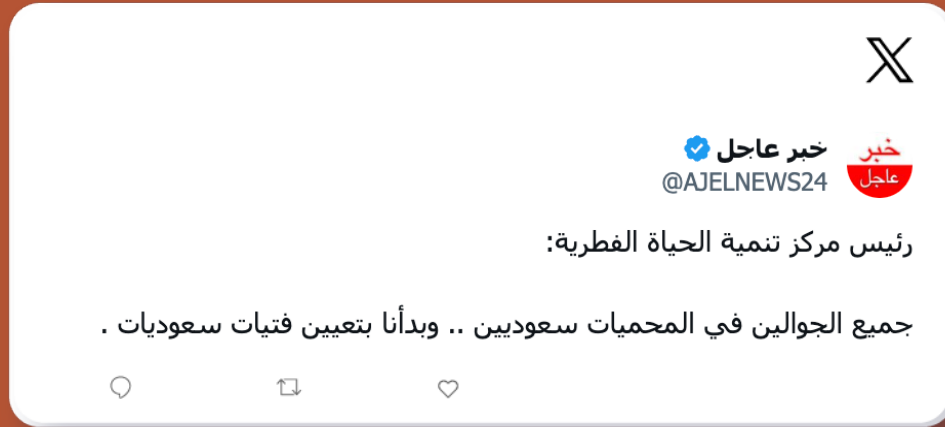 X
خبر عاجل
خبر عاجل
@AJELNEWS24
رئيس مركز تنمية الحياة الفطرية:
جميع الجوالين في المحميات سعوديين .. وبدأنا بتعيين فتيات سعوديات .